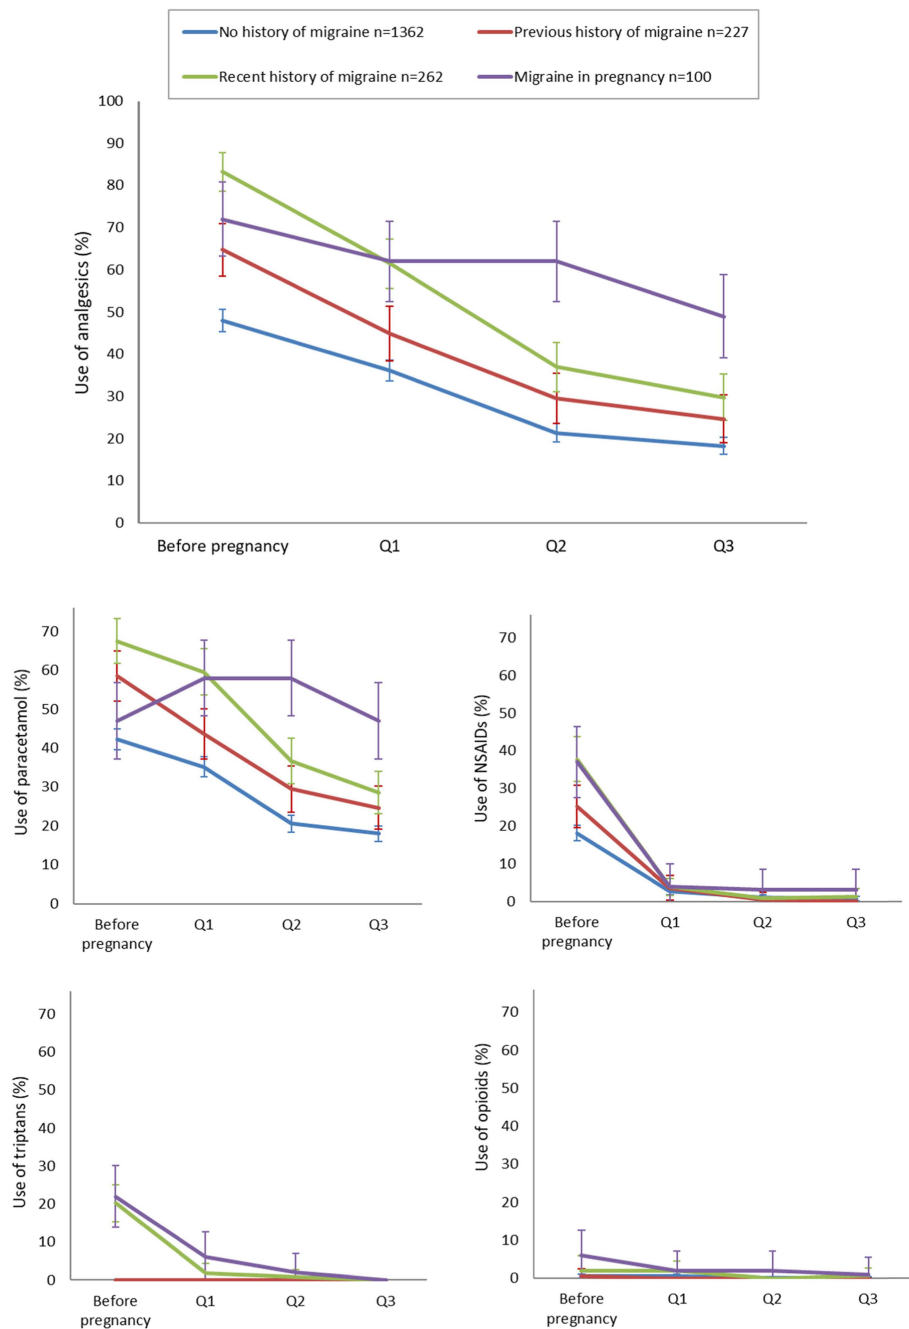 No history of migraine n=1362
Previous history of migraine n=227
Recent history of migraine n=262
Migraine in pregnancy n=100
Use of analgesics (%)
100
90
80
70
60
50
40
30
20
10
0
Before pregnancy
Q1
Q2
Q3
Use of paracetamol (%)
70
60
50
40
30
20
10
0
Before
pregnancy
Q1
Q2
Q3
Use of NSAIDs (%)
70
60
50
40
30
20
10
0
Before
pregnancy
Q1
Q2
Q3
Use of triptans (%)
70
60
50
40
30
20
10
0
Before
pregnancy
Q1
Q2
Q3
Use of opioids (%)
70
60
50
40
30
20
10
0
Before
pregnancy
Q1
Q2
Q3